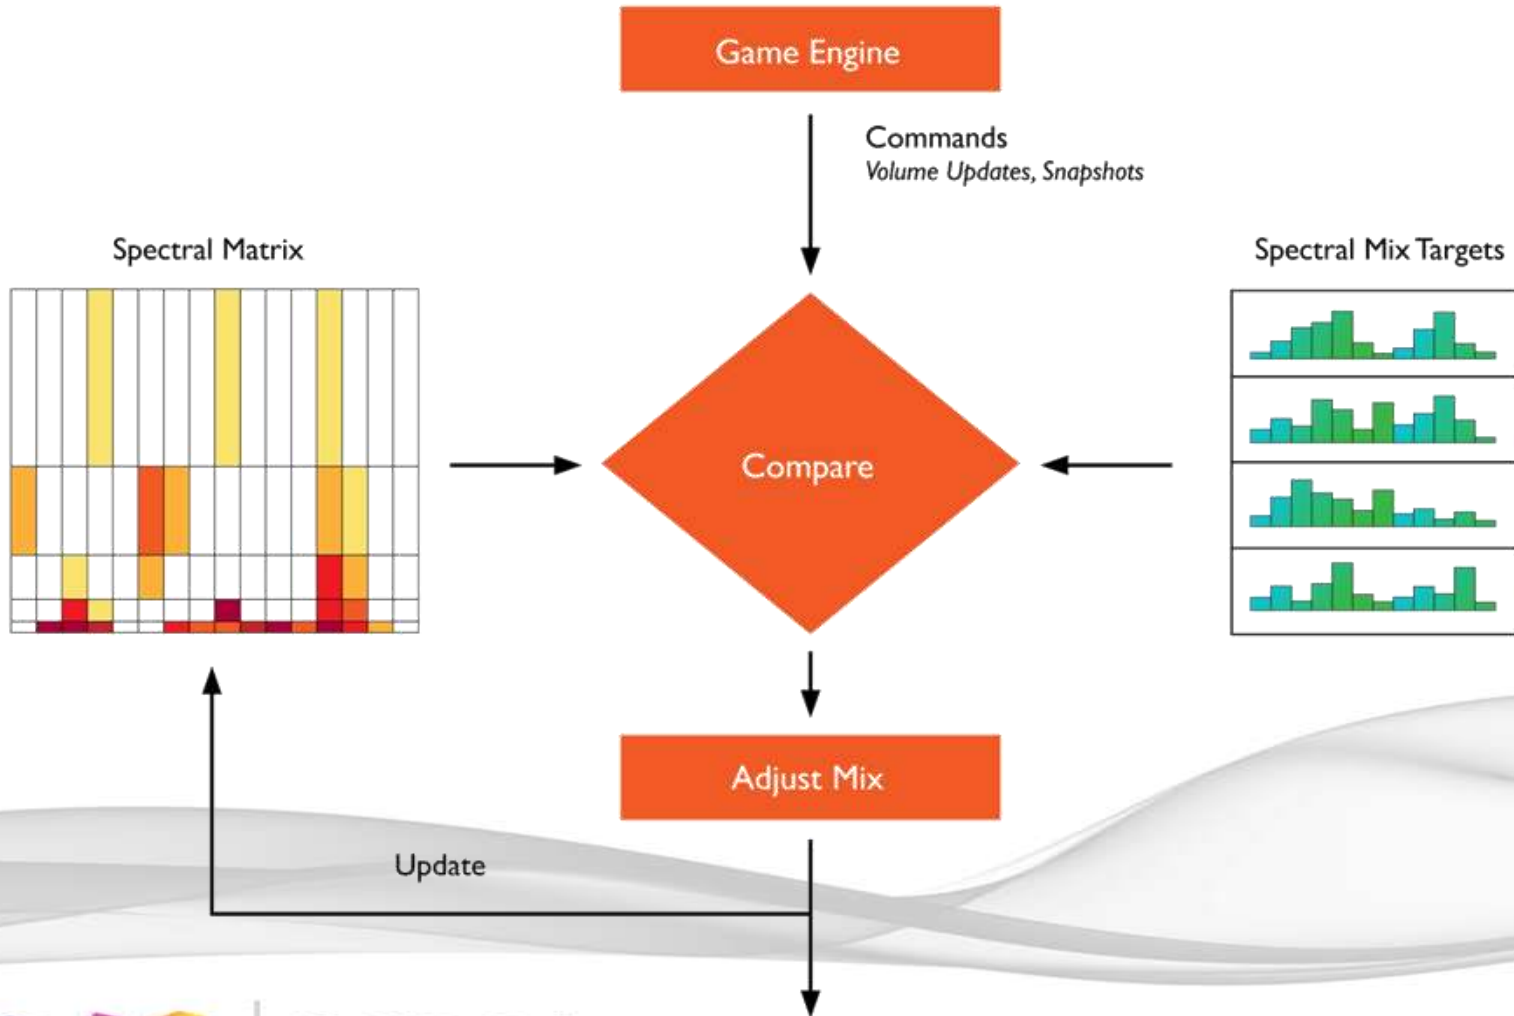 Game Engine
Commands
Volume Updates, Snapshots
Spectral Matrix
Spectral Mix Targets
Compare
Adjust Mix
Update